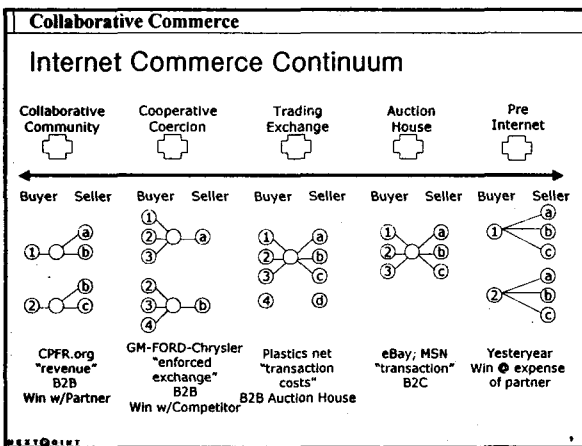 Collaborative Commerce
Internet Commerce Continuum
Collaborative Community
Cooperative Coercion
Trading Exchange
Auction House
Pre Internet
Buyer Seller Buyer Seller Buyer Seller Buyer Seller Buyer Seller
1 a b
2 b c
1 2 3 a
2 3 4 b
1 2 3 4 a b c d
1 2 3 a b c
1 a b c
2 a b c
CPFR.org
"revenue"
B2B
Win w/Partner
GM-FORD-Chrysler
"enforced
exchange"
B2B
Win w/Competitor
Plastics net
"transaction
costs"
B2B Auction House
eBay; MSN
"transaction"
B2C
Yesteryear
Win @ expense
of partner
NEXTPOINT